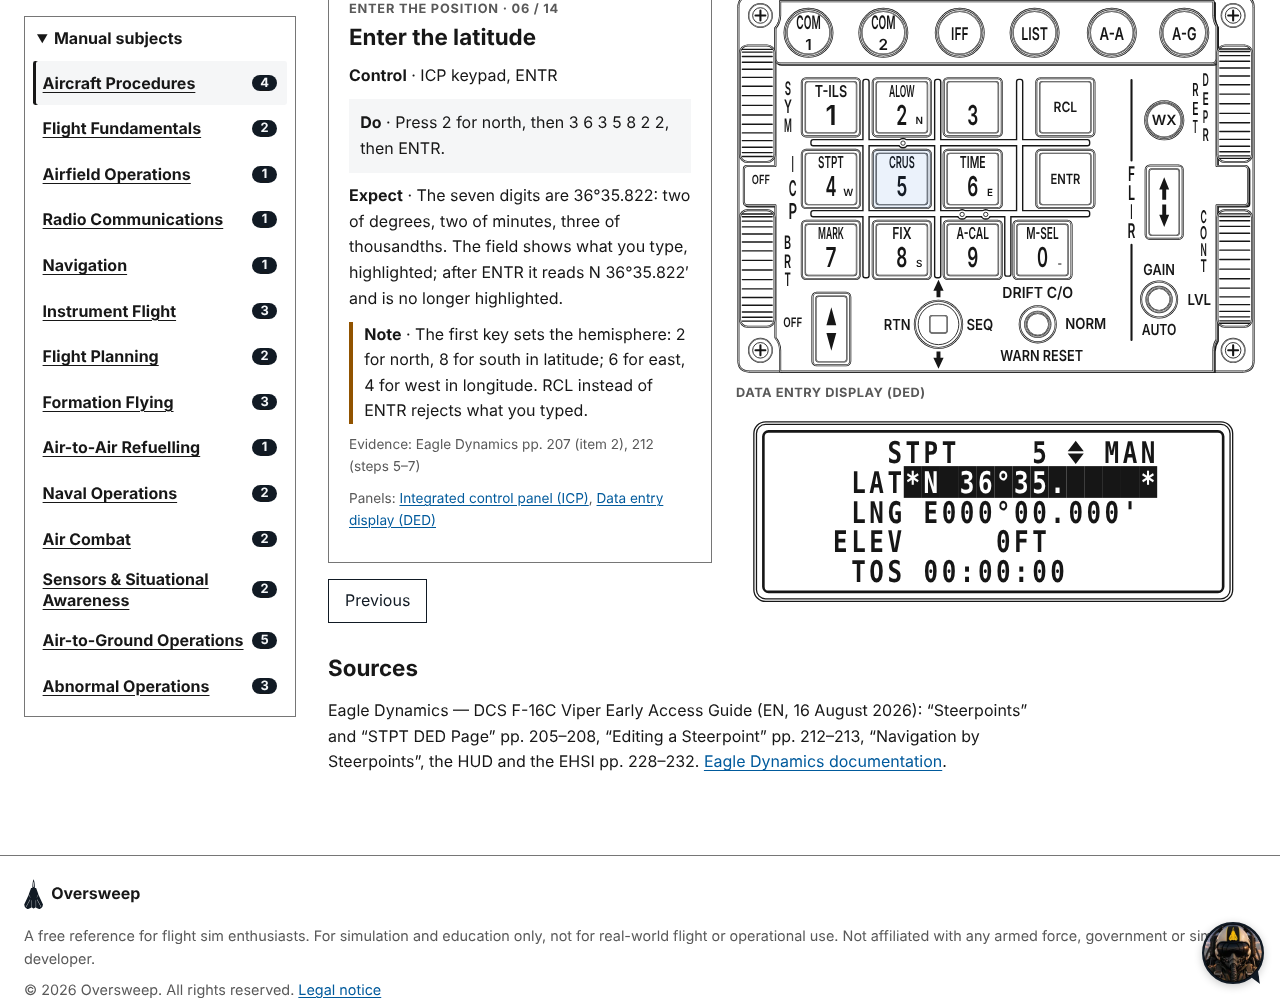 ▼ Manual subjects
Aircraft Procedures 4
Flight Fundamentals 2
Airfield Operations 1
Radio Communications 1
Navigation 1
Instrument Flight 3
Flight Planning 2
Formation Flying 3
Air-to-Air Refuelling 1
Naval Operations 2
Air Combat 2
Sensors & Situational
Awareness 2
Air-to-Ground Operations 5
Abnormal Operations 3
ENTER THE POSITION · 06 / 14
Enter the latitude
Control · ICP keypad, ENTR
Do · Press 2 for north, then 3 6 3 5 8 2 2,
then ENTR.
Expect · The seven digits are 36°35.822: two
of degrees, two of minutes, three of
thousandths. The field shows what you type,
highlighted; after ENTR it reads N 36°35.822′
and is no longer highlighted.
Note · The first key sets the hemisphere: 2
for north, 8 for south in latitude; 6 for east,
4 for west in longitude. RCL instead of
ENTR rejects what you typed.
Evidence: Eagle Dynamics pp. 207 (item 2), 212
(steps 5–7)
Panels: Integrated control panel (ICP), Data entry
display (DED)
Previous
COM 1
COM 2
IFF
LIST
A-A
A-G
SYM
T-ILS 1
ALOW 2 N
3
RCL
WX
RET
DEPR
OFF
ICP
STPT 4 W
CRUS 5
TIME 6 E
ENTR
FLIR
CONT
BRT
MARK 7
FIX 8 S
A-CAL 9
M-SEL 0 -
GAIN
LVL
AUTO
OFF
RTN
SEQ
DRIFT C/O
NORM
WARN RESET
DATA ENTRY DISPLAY (DED)
STPT 5 MAN
LAT*N 36°35. *
LNG E000°00.000'
ELEV 0FT
TOS 00:00:00
Sources
Eagle Dynamics — DCS F-16C Viper Early Access Guide (EN, 16 August 2026): “Steerpoints”
and “STPT DED Page” pp. 205–208, “Editing a Steerpoint” pp. 212–213, “Navigation by
Steerpoints”, the HUD and the EHSI pp. 228–232. Eagle Dynamics documentation.
Oversweep
A free reference for flight sim enthusiasts. For simulation and education only, not for real-world flight or operational use. Not affiliated with any armed force, government or
developer.
© 2026 Oversweep. All rights reserved. Legal notice